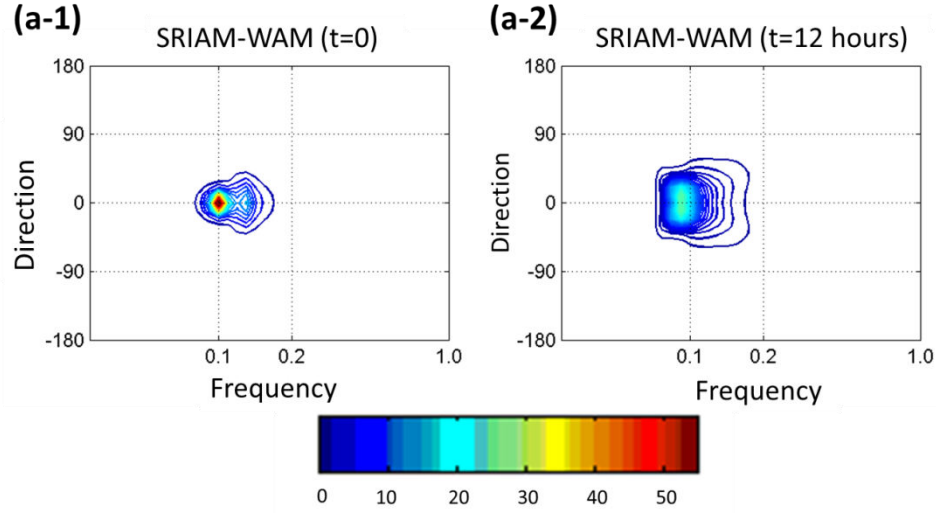 (a-1)
SRIAM-WAM (t=0)
180
90
0
-90
-180
Direction
0.1
0.2
1.0
Frequency
(a-2)
SRIAM-WAM (t=12 hours)
180
90
0
-90
-180
Direction
0.1
0.2
1.0
Frequency
0 10 20 30 40 50